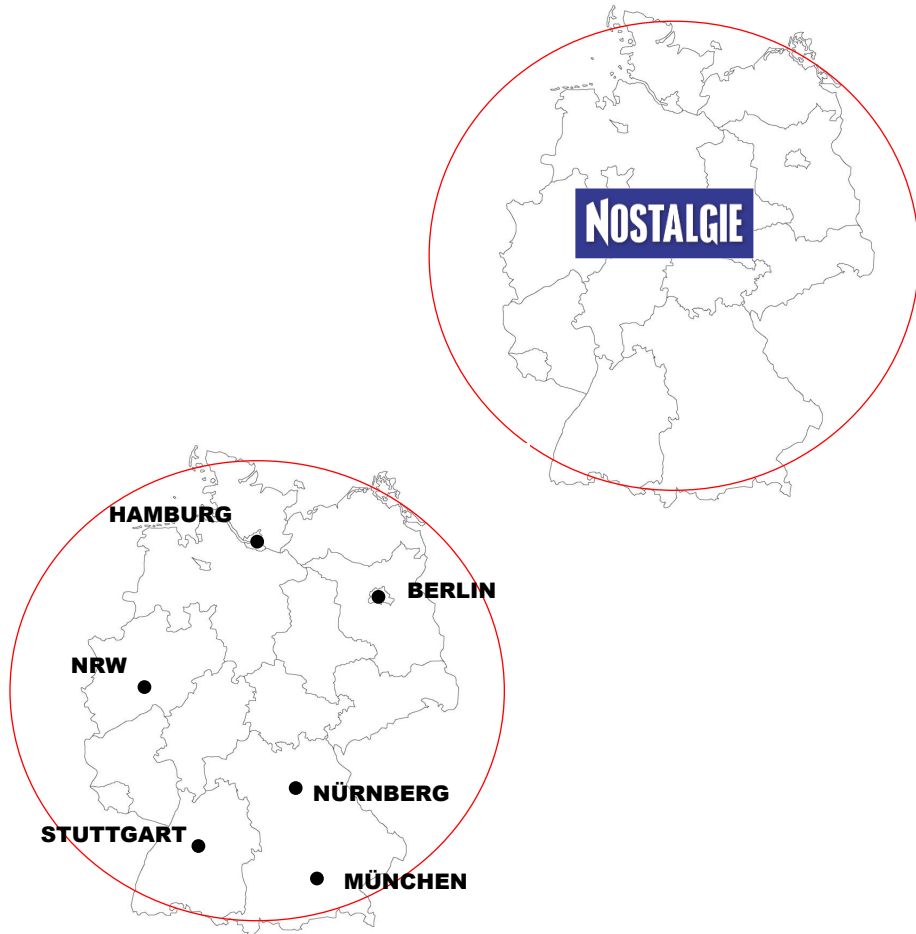 NOSTALGIE
HAMBURG
BERLIN
NRW
NÜRNBERG
STUTTGART
MÜNCHEN